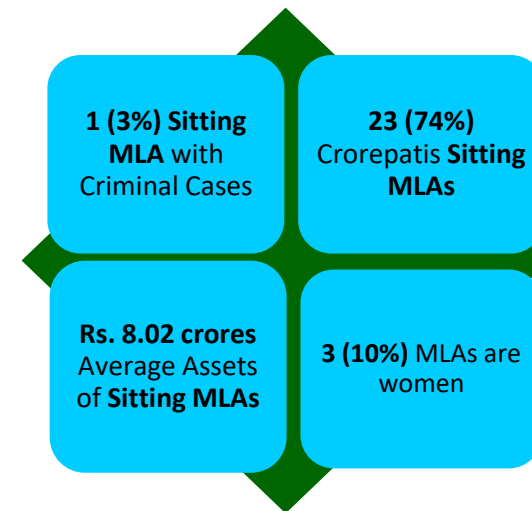 1 (3%) Sitting
MLA with
Criminal Cases
23 (74%)
Crorepatis Sitting
MLAs
Rs. 8.02 crores
Average Assets
of Sitting MLAs
3 (10%) MLAs are
women